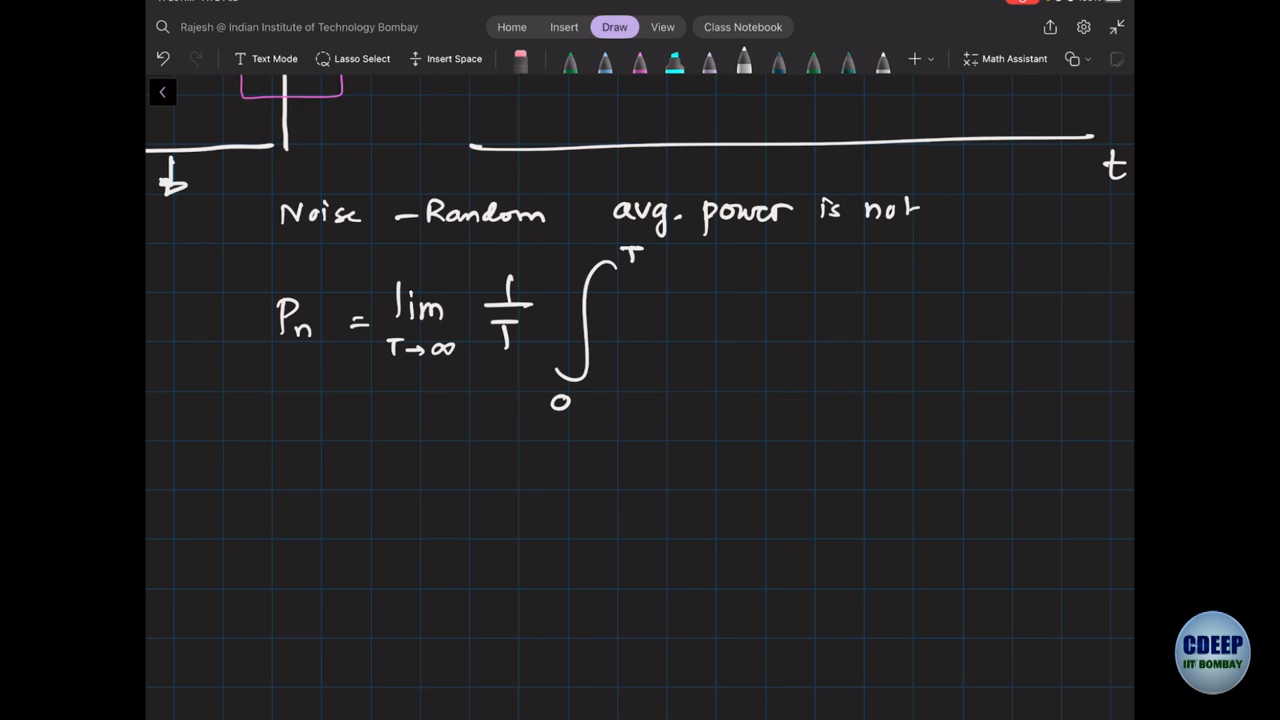 Rajesh @ Indian Institute of Technology Bombay
Home Insert Draw View Class Notebook
Text Mode Lasso Select Insert Space Math Assistant
t
Noise - Random avg. power is not
Pn = lim T→∞ 1/T ∫ 0 T
CDEEP
IIT BOMBAY